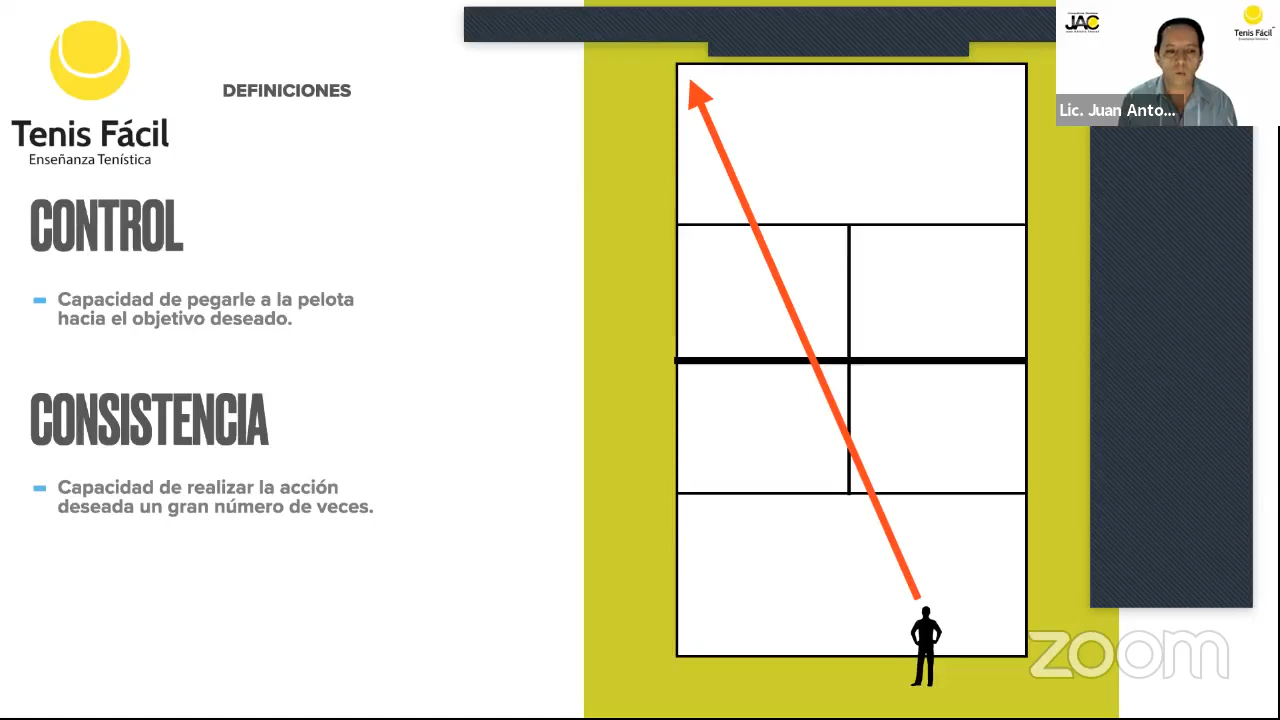 Tenis Fácil
Enseñanza Tenística
DEFINICIONES
CONTROL
Capacidad de pegarle a la pelota
hacia el objetivo deseado.
CONSISTENCIA
Capacidad de realizar la acción
deseada un gran número de veces.
JAC
Tenis Fácil
Lic. Juan Anto...
zoom